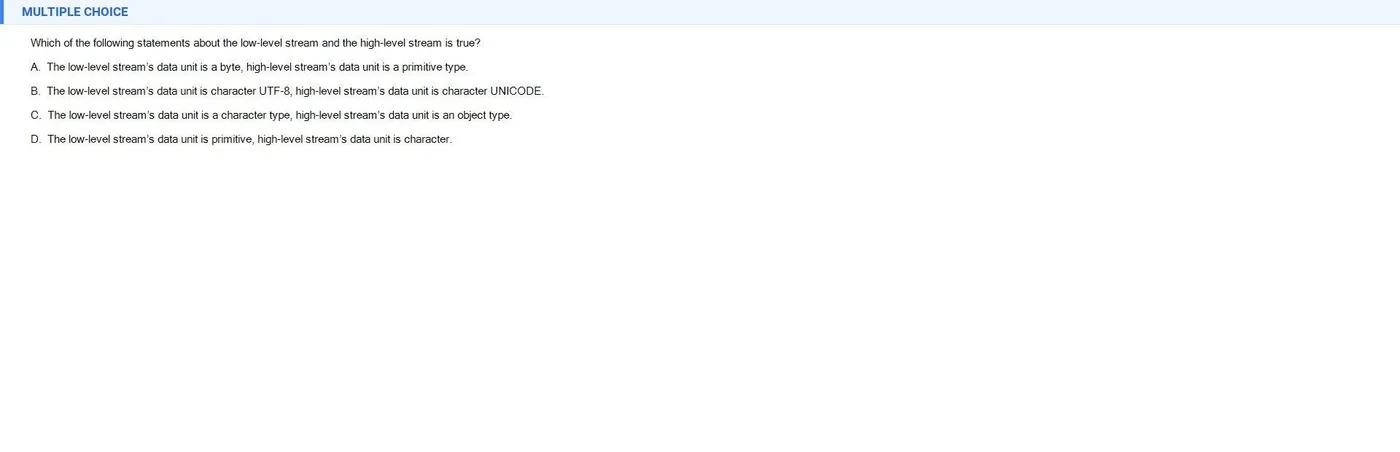 MULTIPLE CHOICE
Which of the following statements about the low-level stream and the high-level stream is true?
A. The low-level stream's data unit is a byte, high-level stream's data unit is a primitive type.
B. The low-level stream's data unit is character UTF-8, high-level stream's data unit is character UNICODE.
C. The low-level stream's data unit is a character type, high-level stream's data unit is an object type.
D. The low-level stream's data unit is primitive, high-level stream's data unit is character.